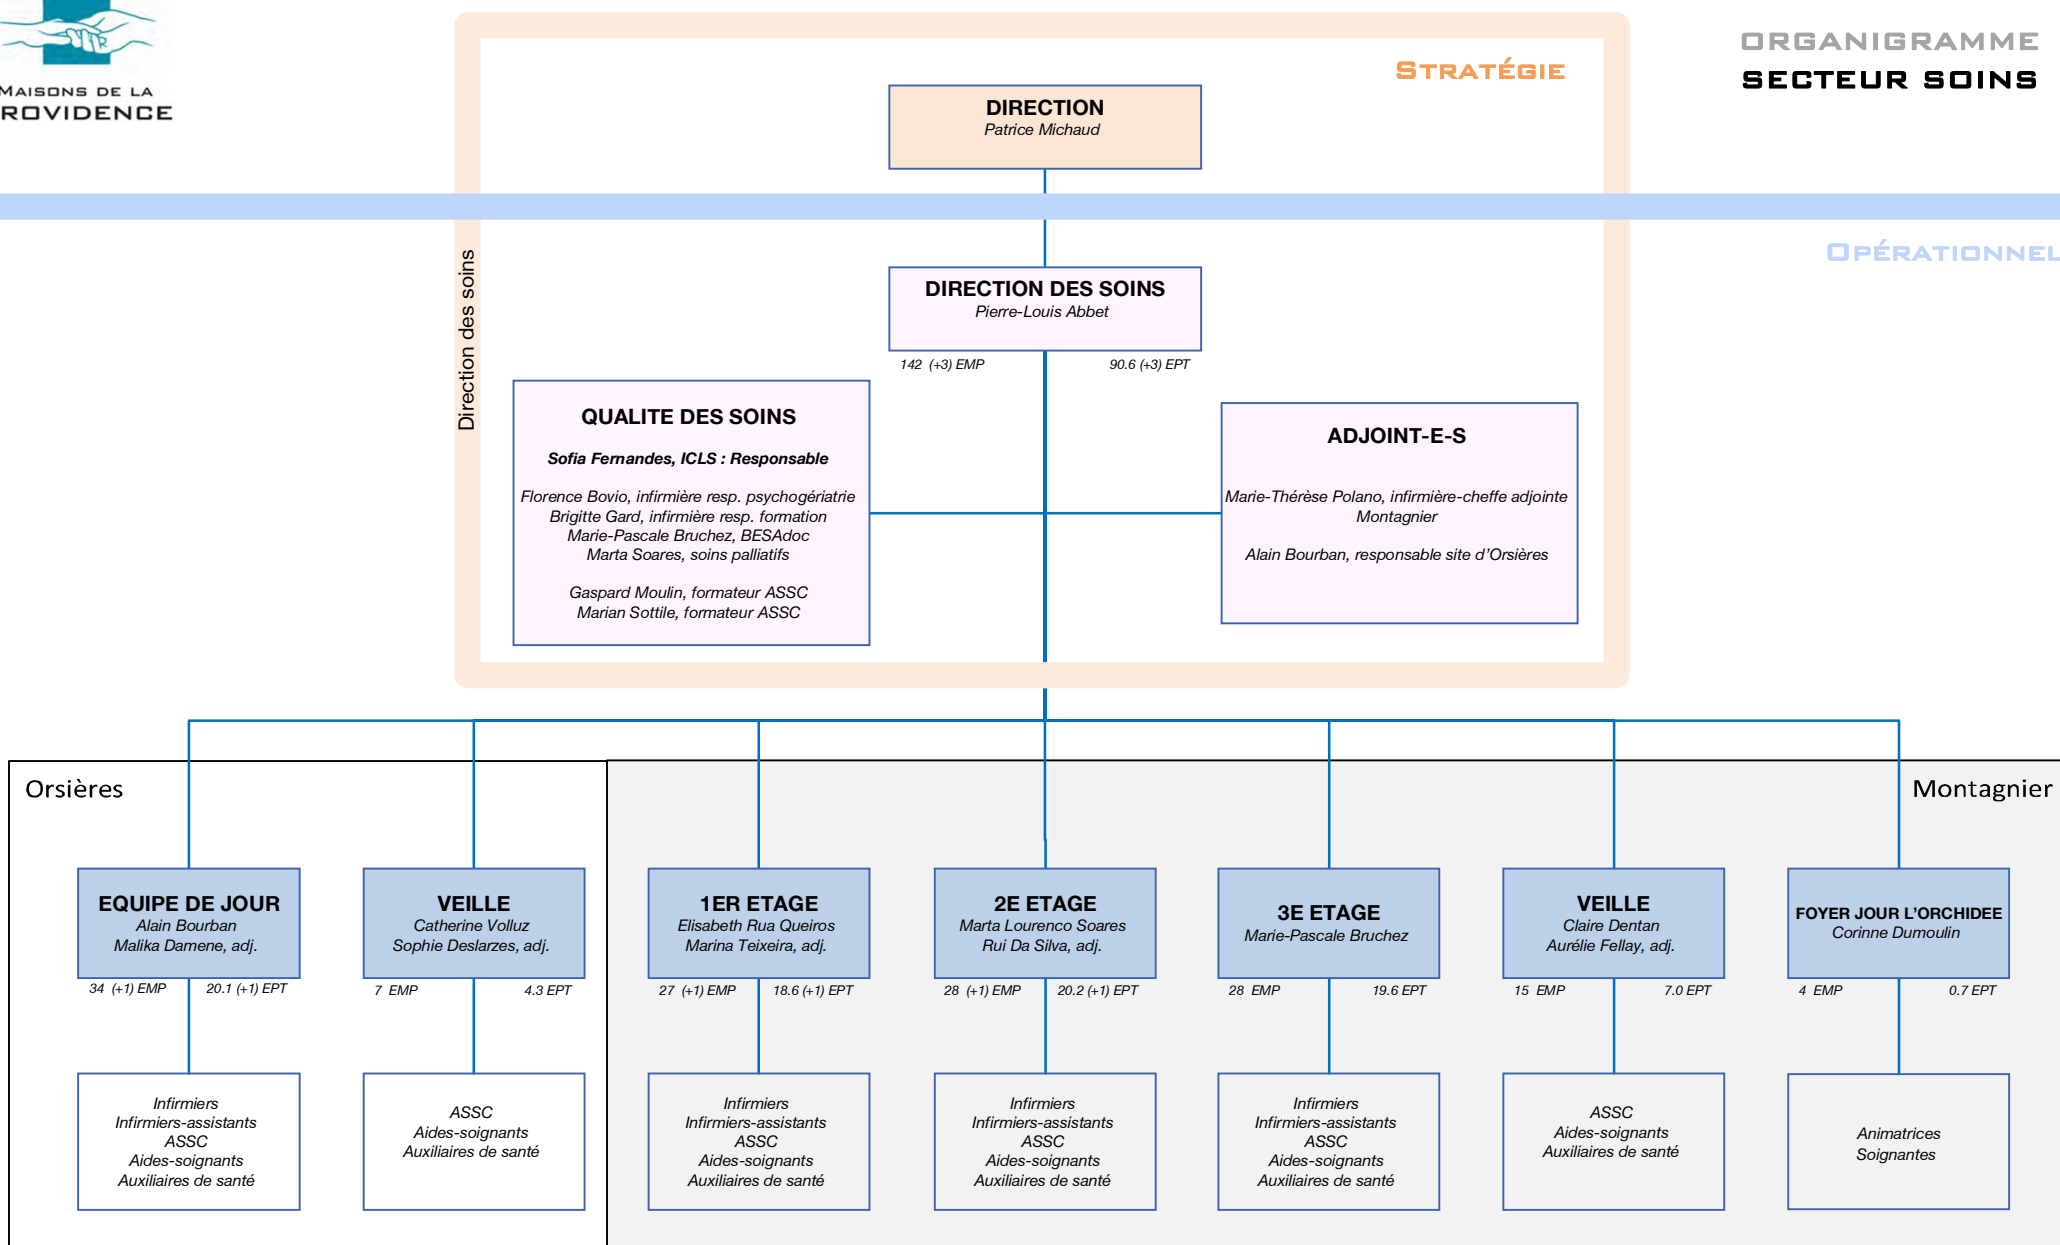 MAISONS DE LA
ROVIDENCE
STRATÉGIE
ORGANIGRAMME
SECTEUR SOINS
DIRECTION
Patrice Michaud
OPÉRATIONNEL
Direction des soins
DIRECTION DES SOINS
Pierre-Louis Abbet
142 (+3) EMP
90.6 (+3) EPT
QUALITE DES SOINS
Sofia Fernandes, ICLS : Responsable
Florence Bovio, infirmière resp. psychogériatrie
Brigitte Gard, infirmière resp. formation
Marie-Pascale Bruchez, BESAdoc
Marta Soares, soins palliatifs
Gaspard Moulin, formateur ASSC
Marian Sottile, formateur ASSC
ADJOINT-E-S
Marie-Thérèse Polano, infirmière-cheffe adjointe
Montagnier
Alain Bourban, responsable site d'Orsières
Orsières
Montagnier
EQUIPE DE JOUR
Alain Bourban
Malika Damene, adj.
34 (+1) EMP
20.1 (+1) EPT
Infirmiers
Infirmiers-assistants
ASSC
Aides-soignants
Auxiliaires de santé
VEILLE
Catherine Volluz
Sophie Deslarzes, adj.
7 EMP
4.3 EPT
ASSC
Aides-soignants
Auxiliaires de santé
1ER ETAGE
Elisabeth Rua Queiros
Marina Teixeira, adj.
27 (+1) EMP
18.6 (+1) EPT
Infirmiers
Infirmiers-assistants
ASSC
Aides-soignants
Auxiliaires de santé
2E ETAGE
Marta Lourenco Soares
Rui Da Silva, adj.
28 (+1) EMP
20.2 (+1) EPT
Infirmiers
Infirmiers-assistants
ASSC
Aides-soignants
Auxiliaires de santé
3E ETAGE
Marie-Pascale Bruchez
28 EMP
19.6 EPT
Infirmiers
Infirmiers-assistants
ASSC
Aides-soignants
Auxiliaires de santé
VEILLE
Claire Dentan
Aurélie Fellay, adj.
15 EMP
7.0 EPT
ASSC
Aides-soignants
Auxiliaires de santé
FOYER JOUR L'ORCHIDEE
Corinne Dumoulin
4 EMP
0.7 EPT
Animatrices
Soignantes